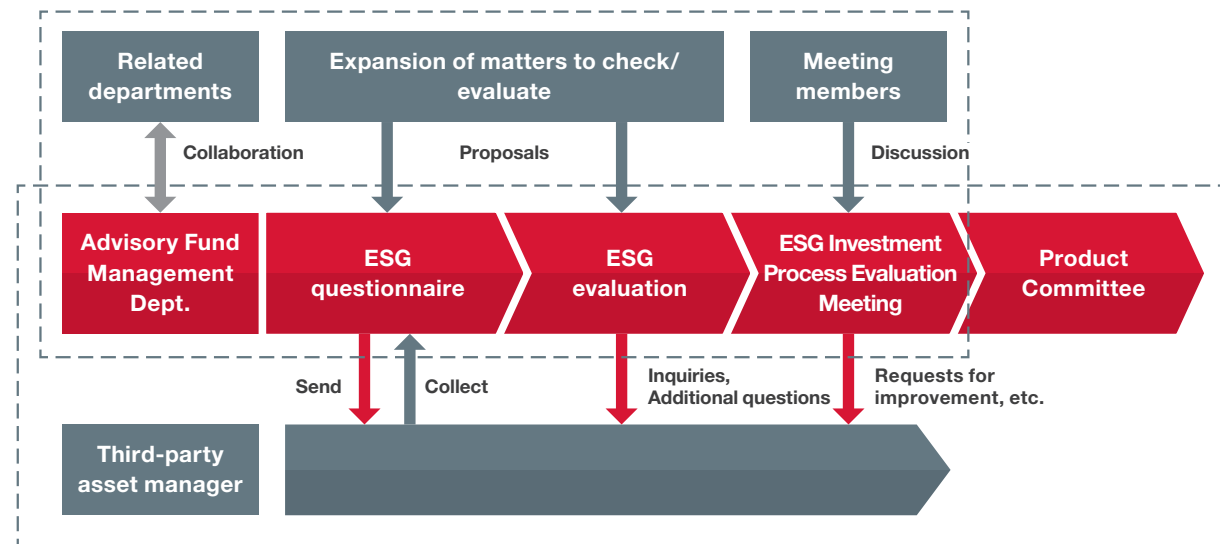 Related
departments
Expansion of matters to check/
evaluate
Meeting
members
Collaboration
Proposals
Discussion
Advisory Fund
Management
Dept.
ESG
questionnaire
ESG
evaluation
ESG Investment
Process Evaluation
Meeting
Product
Committee
Send
Collect
Inquiries,
Additional questions
Requests for
improvement, etc.
Third-party
asset manager